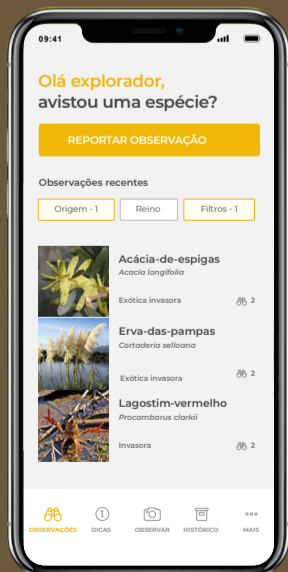 09:41
Olá explorador,
avistou uma espécie?
REPORTAR OBSERVAÇÃO
Observações recentes
Origem - 1 Reino Filtros - 1
Acácia-de-espigas
Acacia longifolia
Exótica invasora 2
Erva-das-pampas
Cortaderia selloana
Exótica invasora 2
Lagostim-vermelho
Procambarus clarkii
Invasora 2
OBSERVAÇÕES DICAS OBSERVAR HISTÓRICO MAIS